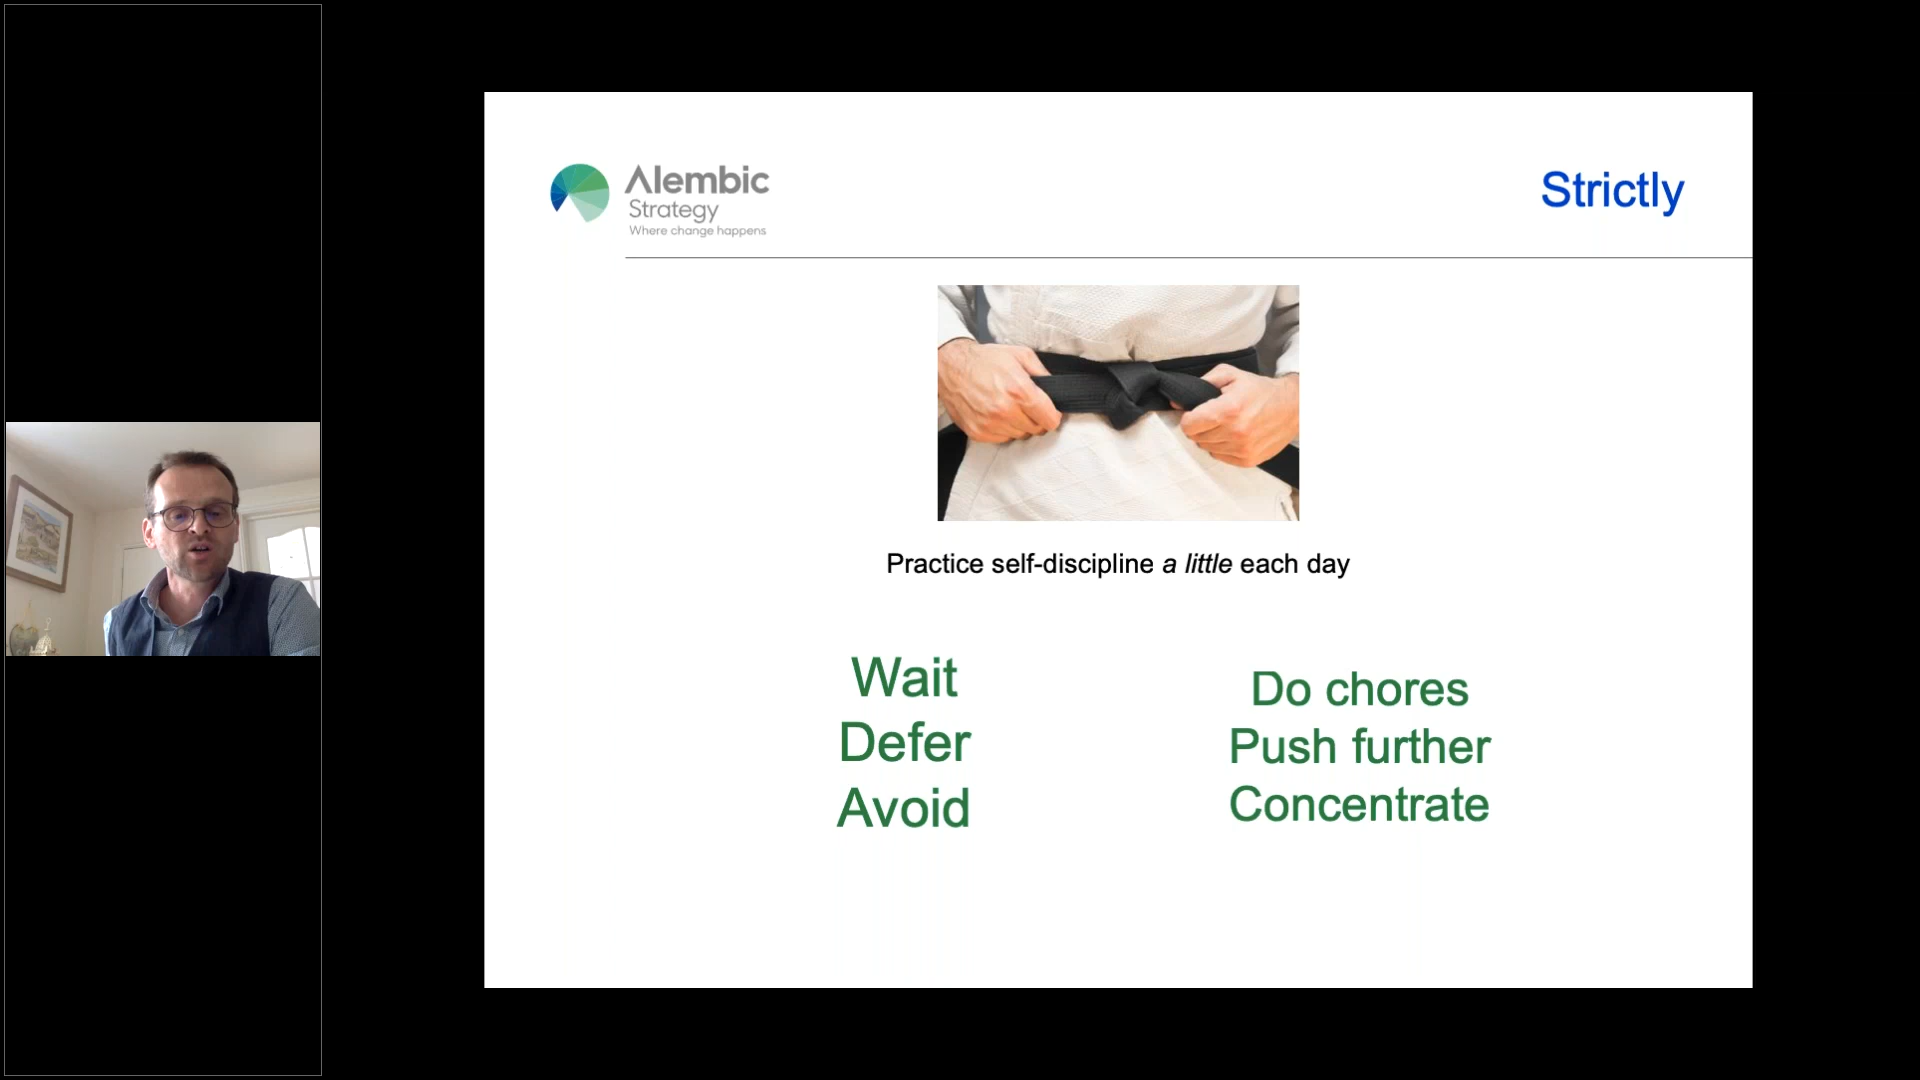 Alembic
Strategy
Where change happens
Strictly
Practice self-discipline a little each day
Wait
Defer
Avoid
Do chores
Push further
Concentrate